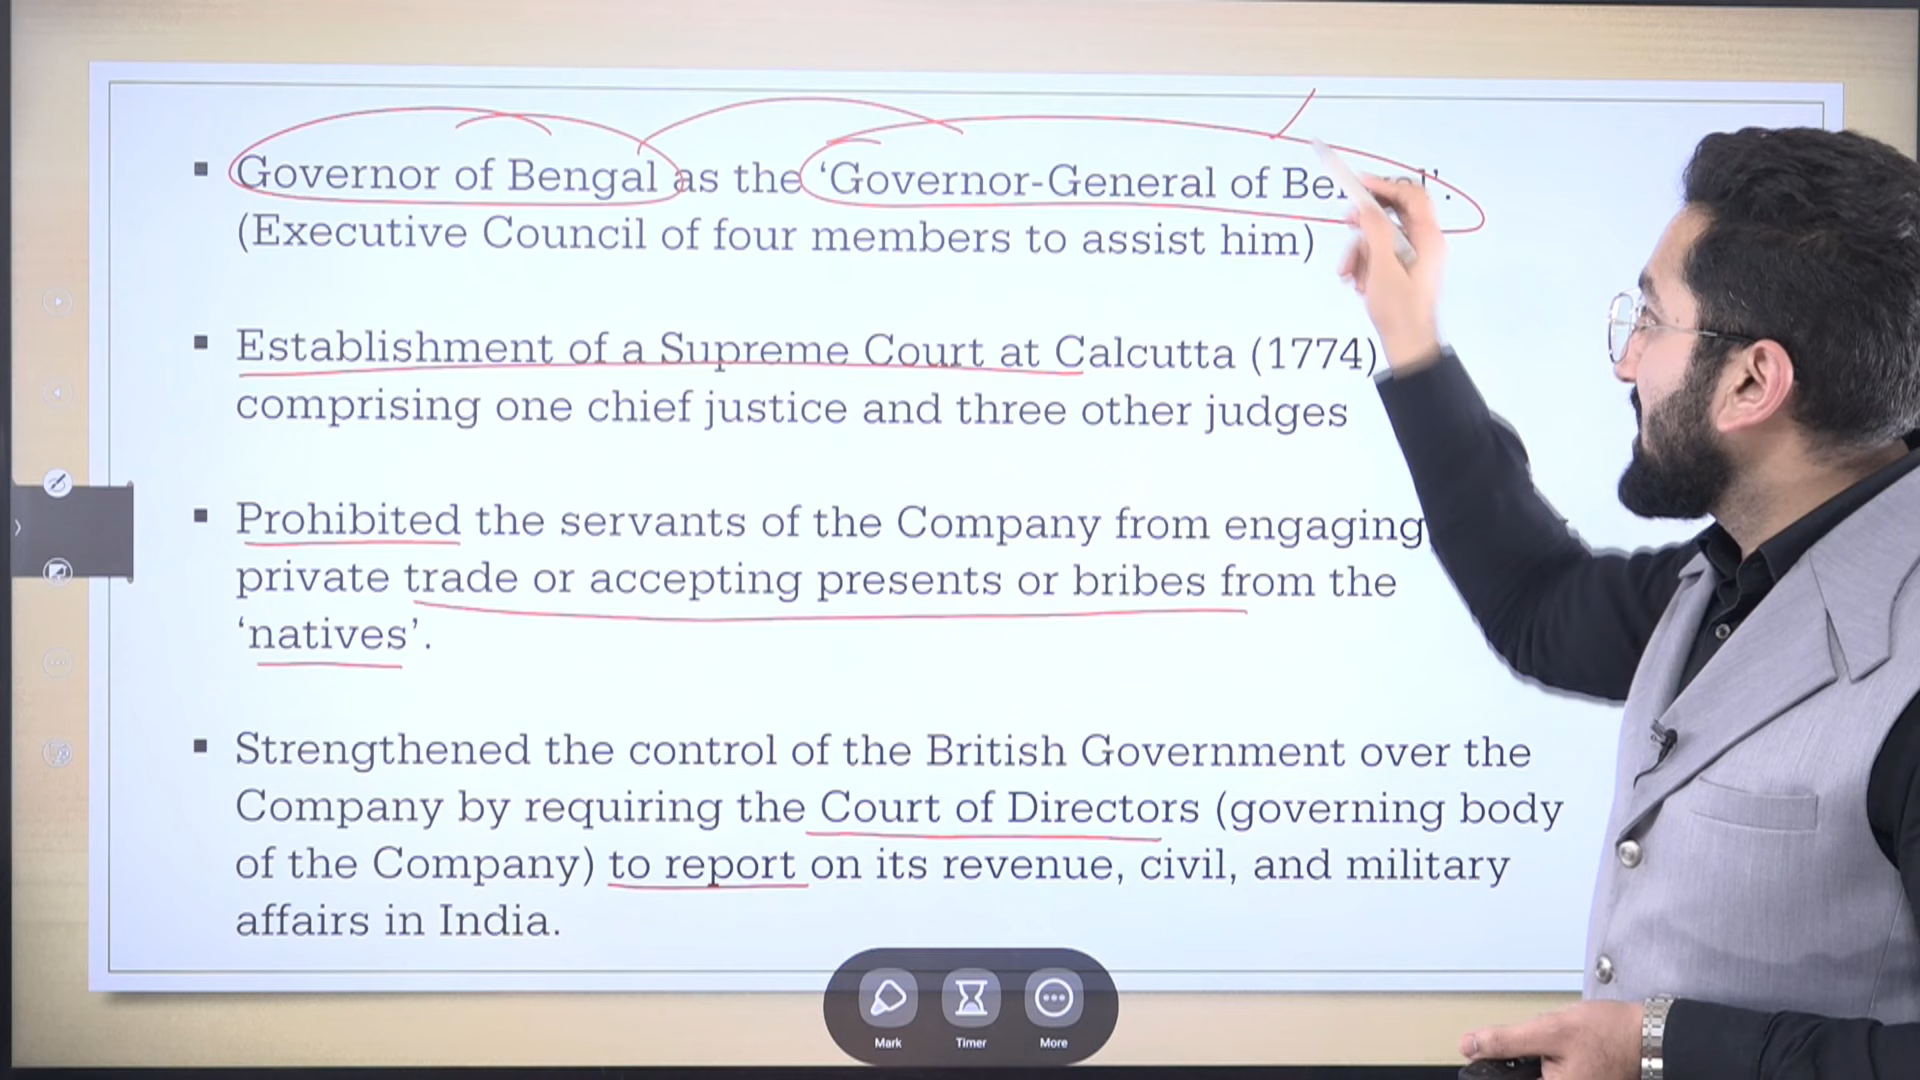 ▪ Governor of Bengal as the ‘Governor-General of
(Executive Council of four members to assist him)
▪ Establishment of a Supreme Court at Calcutta (1774)
comprising one chief justice and three other judges
▪ Prohibited the servants of the Company from engaging
private trade or accepting presents or bribes from the
‘natives’.
▪ Strengthened the control of the British Government over the
Company by requiring the Court of Directors (governing body
of the Company) to report on its revenue, civil, and military
affairs in India.
Mark Timer More